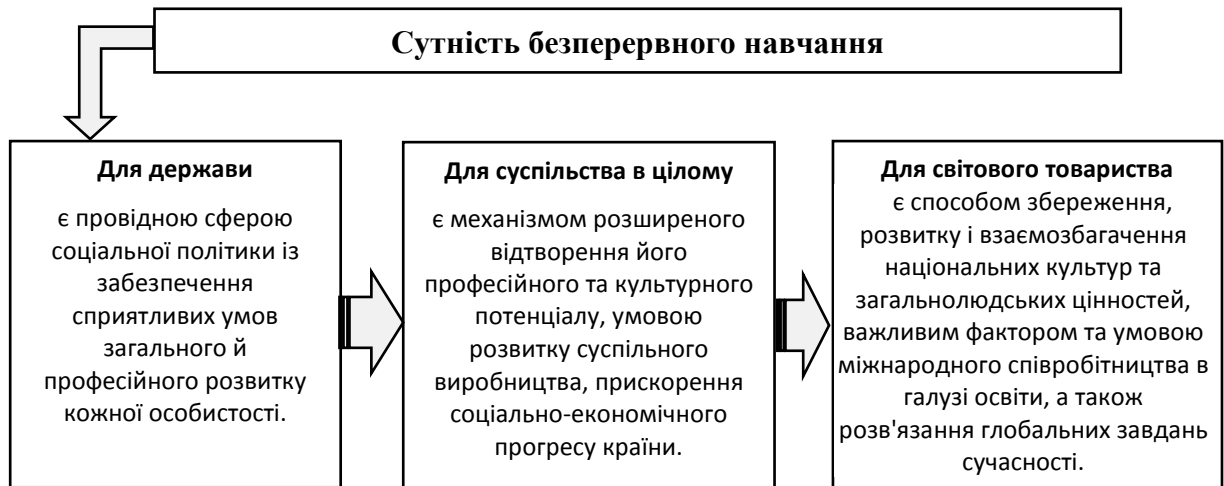 Сутність безперервного навчання
Для держави
є провідною сферою
соціальної політики із
забезпечення
сприятливих умов
загального й
професійного розвитку
кожної особистості.
Для суспільства в цілому
є механізмом розширеного
відтворення його
професійного та культурного
потенціалу, умовою
розвитку суспільного
виробництва, прискорення
соціально-економічного
прогресу країни.
Для світового товариства
є способом збереження,
розвитку і взаємозбагачення
національних культур та
загальнолюдських цінностей,
важливим фактором та умовою
міжнародного співробітництва в
галузі освіти, а також
розв'язання глобальних завдань
сучасності.